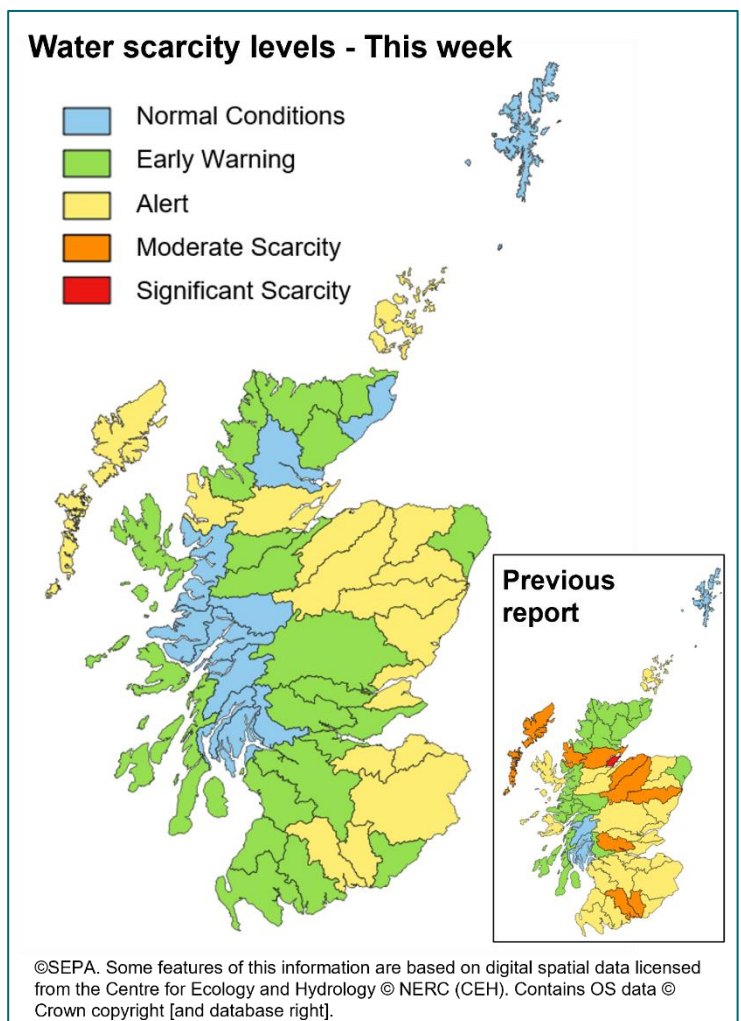 Water scarcity levels - This week
Normal Conditions
Early Warning
Alert
Moderate Scarcity
Significant Scarcity
Previous
report
©SEPA. Some features of this information are based on digital spatial data licensed
from the Centre for Ecology and Hydrology © NERC (CEH). Contains OS data ©
Crown copyright [and database right].